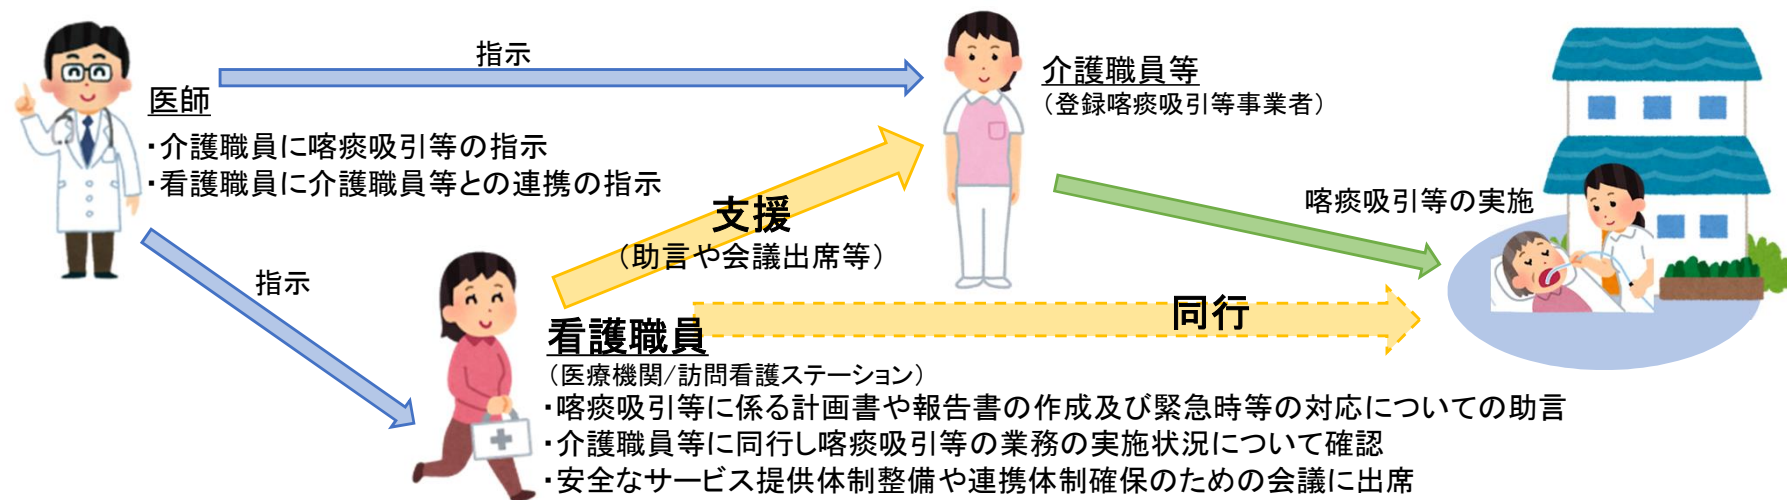 指示
医師
・介護職員に喀痰吸引等の指示
・看護職員に介護職員等との連携の指示
介護職員等
（登録喀痰吸引等事業者）
支援
（助言や会議出席等）
喀痰吸引等の実施
指示
同行
看護職員
（医療機関/訪問看護ステーション）
・喀痰吸引等に係る計画書や報告書の作成及び緊急時等の対応についての助言
・介護職員等に同行し喀痰吸引等の業務の実施状況について確認
・安全なサービス提供体制整備や連携体制確保のための会議に出席